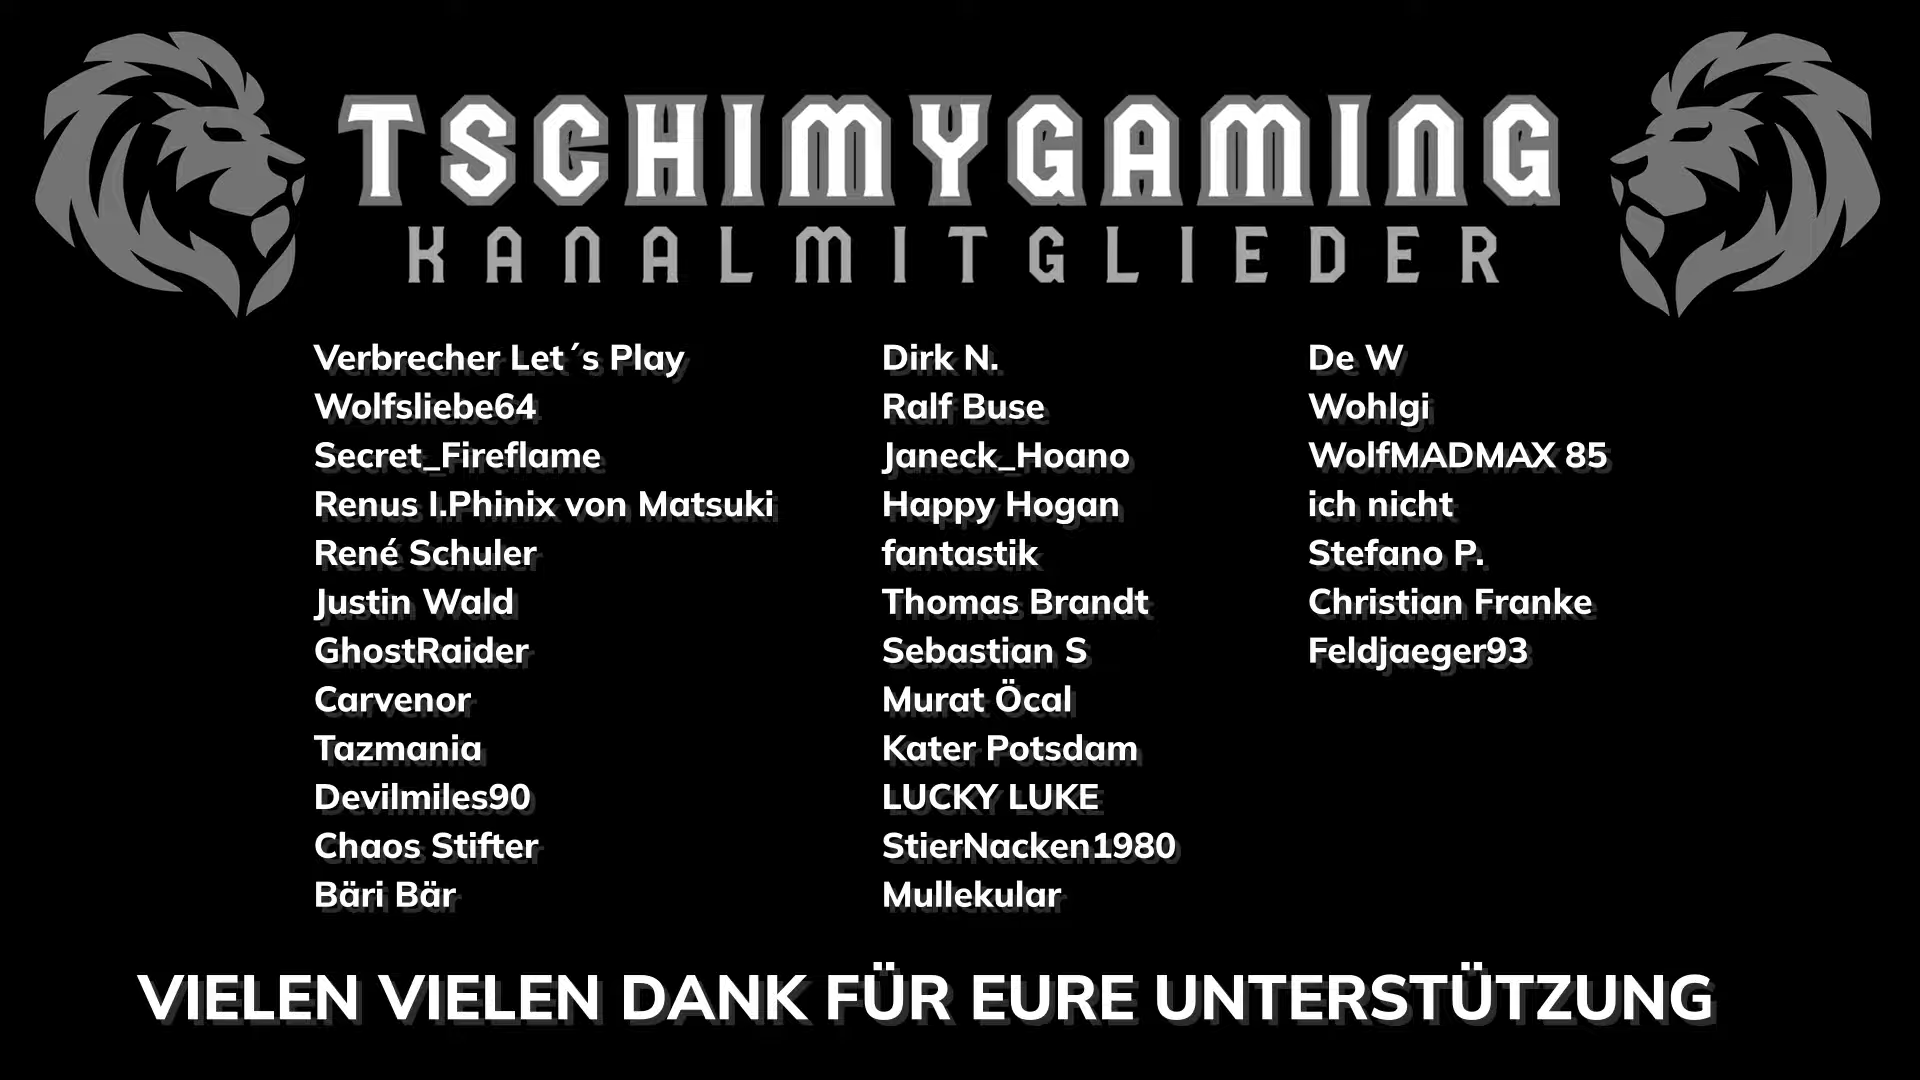 TSCHIMYGAMING
KANALMITGLIEDER
Verbrecher Let´s Play
Wolfsliebe64
Secret_Fireflame
Renus I.Phinix von Matsuki
René Schuler
Justin Wald
GhostRaider
Carvenor
Tazmania
Devilmiles90
Chaos Stifter
Bäri Bär
Dirk N.
Ralf Buse
Janeck_Hoano
Happy Hogan
fantastik
Thomas Brandt
Sebastian S
Murat Öcal
Kater Potsdam
LUCKY LUKE
StierNacken1980
Mullekular
De W
Wohlgi
WolfMADMAX 85
ich nicht
Stefano P.
Christian Franke
Feldjaeger93
VIELEN VIELEN DANK FÜR EURE UNTERSTÜTZUNG